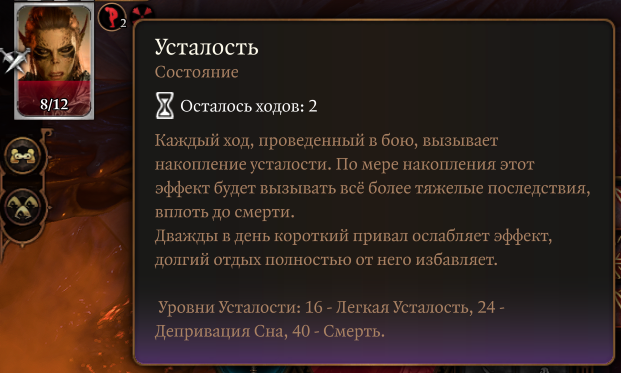 2
Усталость
Состояние
Осталось ходов: 2
8/12
Каждый ход, проведенный в бою, вызывает
накопление усталости. По мере накопления этот
эффект будет вызывать всё более тяжелые последствия,
вплоть до смерти.
Дважды в день короткий привал ослабляет эффект,
долгий отдых полностью от него избавляет.
Уровни Усталости: 16 - Легкая Усталость, 24 -
Депривация Сна, 40 - Смерть.